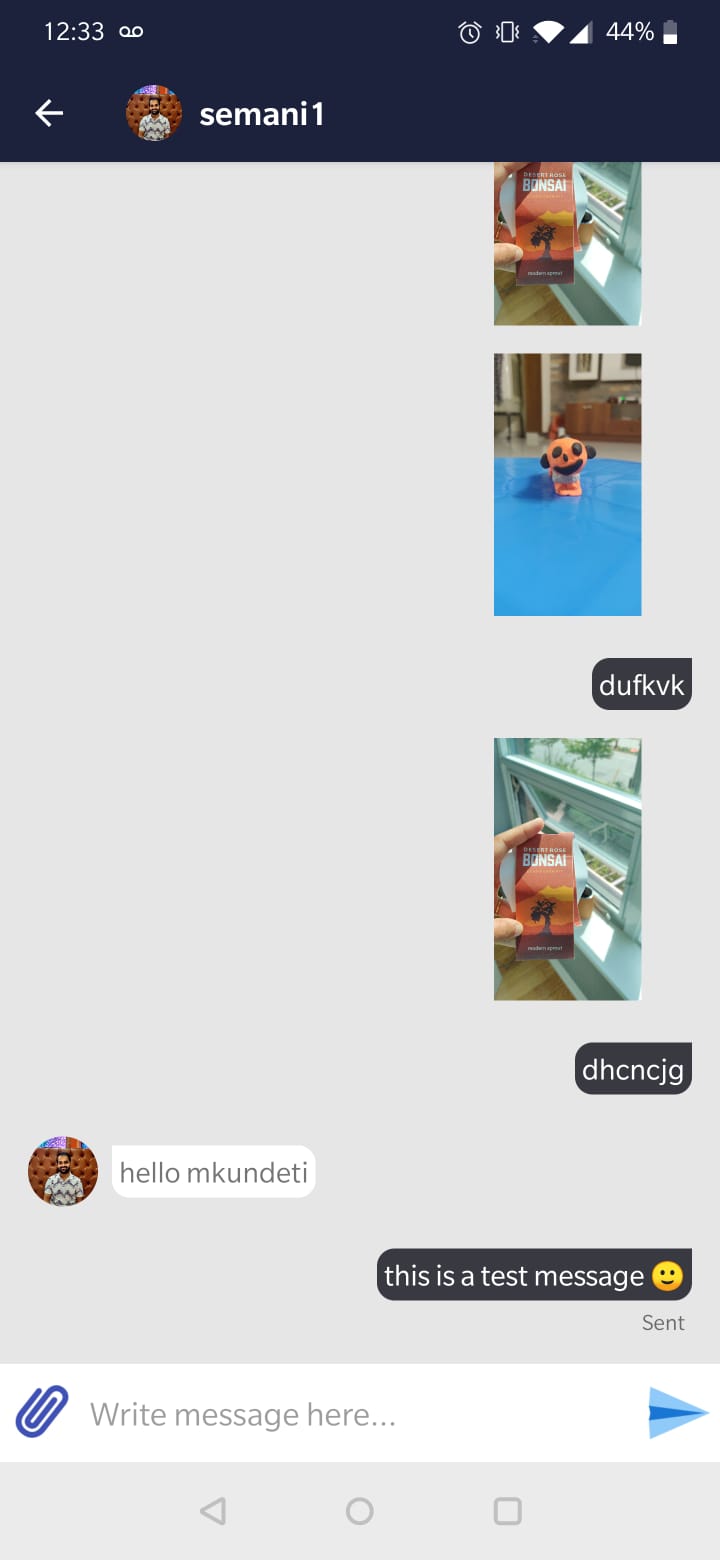 12:33
44%
semani1
DESERT ROSE
BONSAI
modern sprout
dufkvk
DESERT ROSE
BONSAI
modern sprout
dhcncjg
hello mkundeti
this is a test message 🙂
Sent
Write message here...